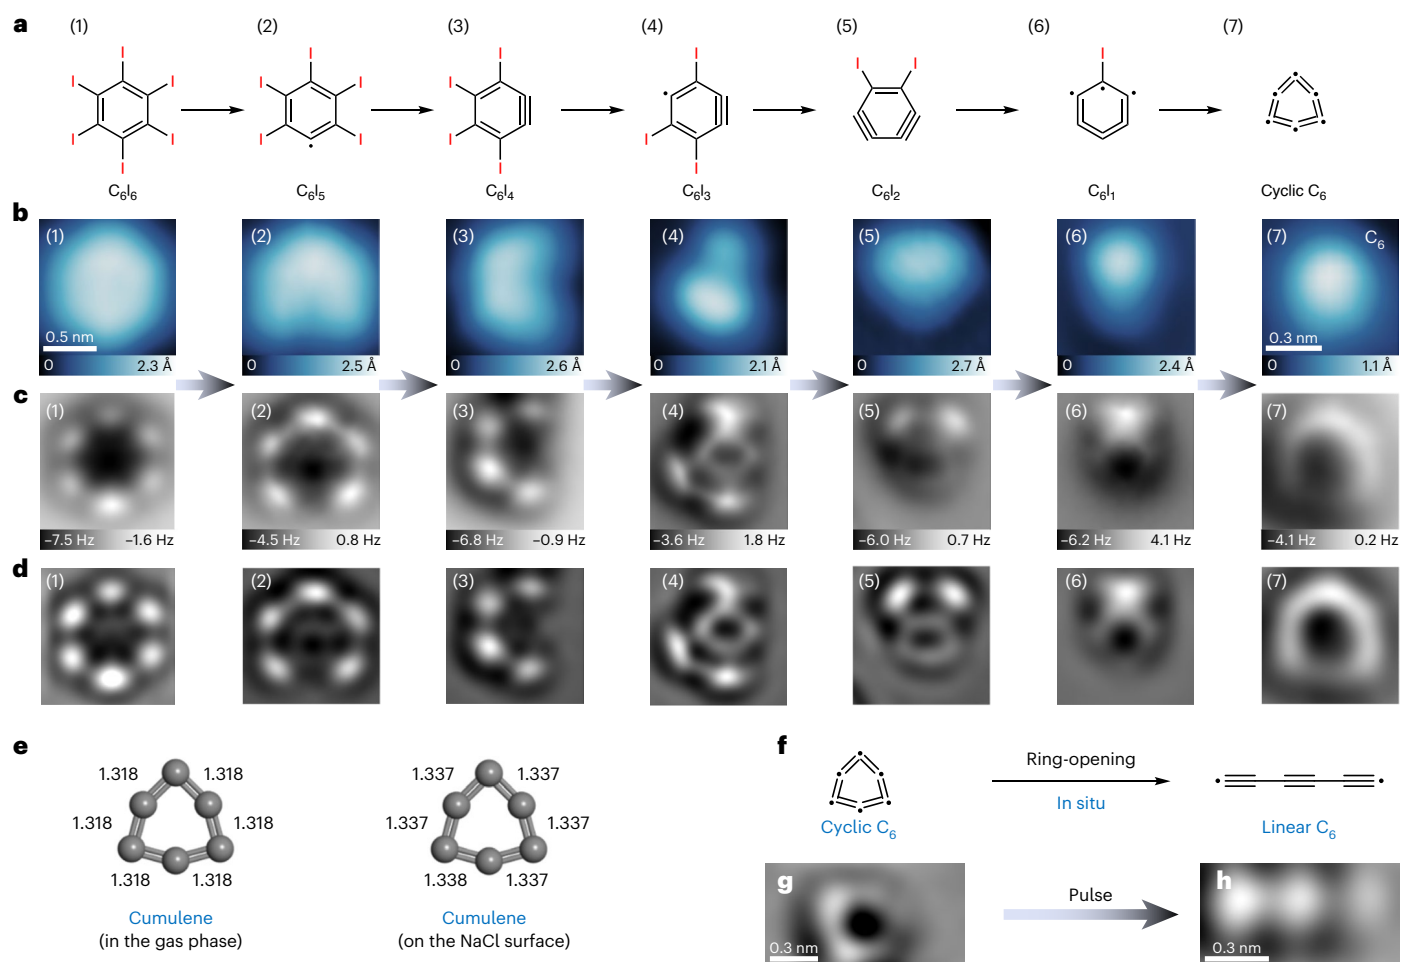 a
(1) (2) (3) (4) (5) (6) (7)
I I I I I I
I I I I I
I I I I
I I I
I I
I
C6I6 C6I5 C6I4 C6I3 C6I2 C6I1 Cyclic C6
b
(1) (2) (3) (4) (5) (6) (7) C6
0.5 nm 0.3 nm
0 2.3 Å 0 2.5 Å 0 2.6 Å 0 2.1 Å 0 2.7 Å 0 2.4 Å 0 1.1 Å
c
(1) (2) (3) (4) (5) (6) (7)
−7.5 Hz −1.6 Hz −4.5 Hz 0.8 Hz −6.8 Hz −0.9 Hz −3.6 Hz 1.8 Hz −6.0 Hz 0.7 Hz −6.2 Hz 4.1 Hz −4.1 Hz 0.2 Hz
d
(1) (2) (3) (4) (5) (6) (7)
e
1.318 1.318
1.318 1.318
1.318 1.318
Cumulene
(in the gas phase)
1.337 1.337
1.337 1.337
1.338 1.337
Cumulene
(on the NaCl surface)
f
Ring-opening
In situ
Cyclic C6
Linear C6
g
0.3 nm
Pulse
h
0.3 nm